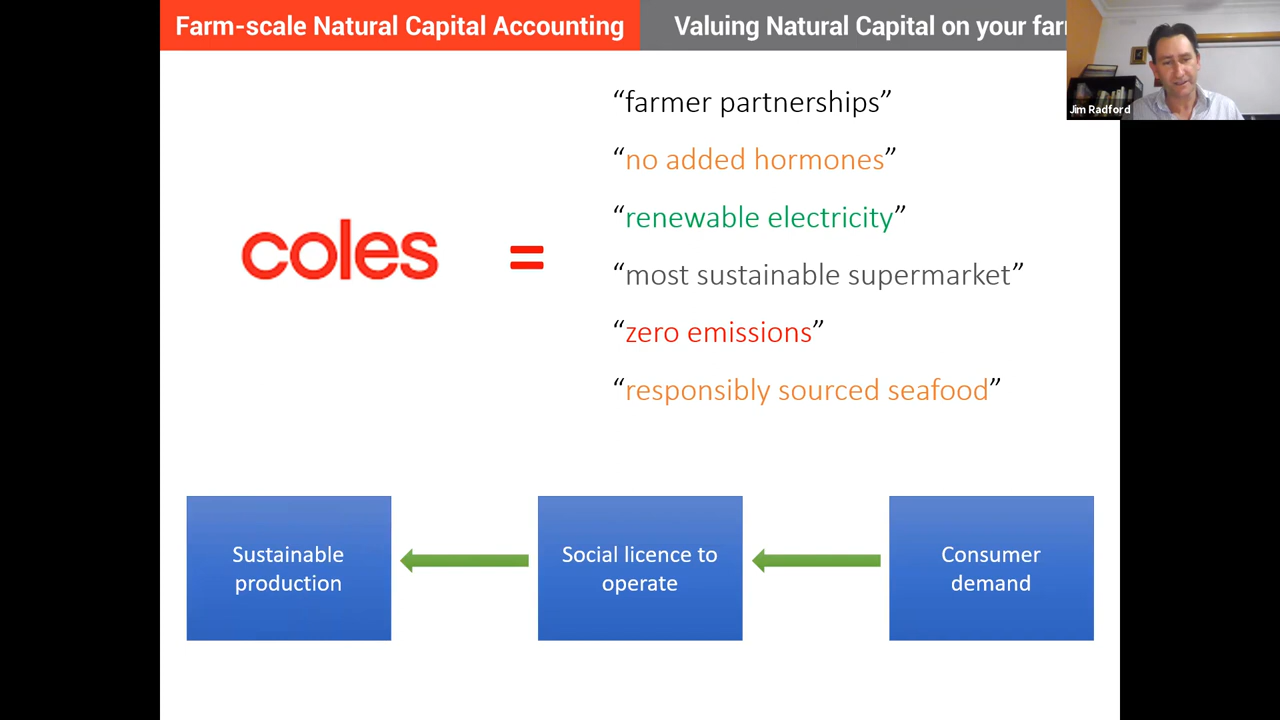 Farm-scale Natural Capital Accounting
Valuing Natural Capital on your far
Jim Radford
“farmer partnerships”
“no added hormones”
“renewable electricity”
“most sustainable supermarket”
“zero emissions”
“responsibly sourced seafood”
coles
=
Sustainable
production
Social licence to
operate
Consumer
demand